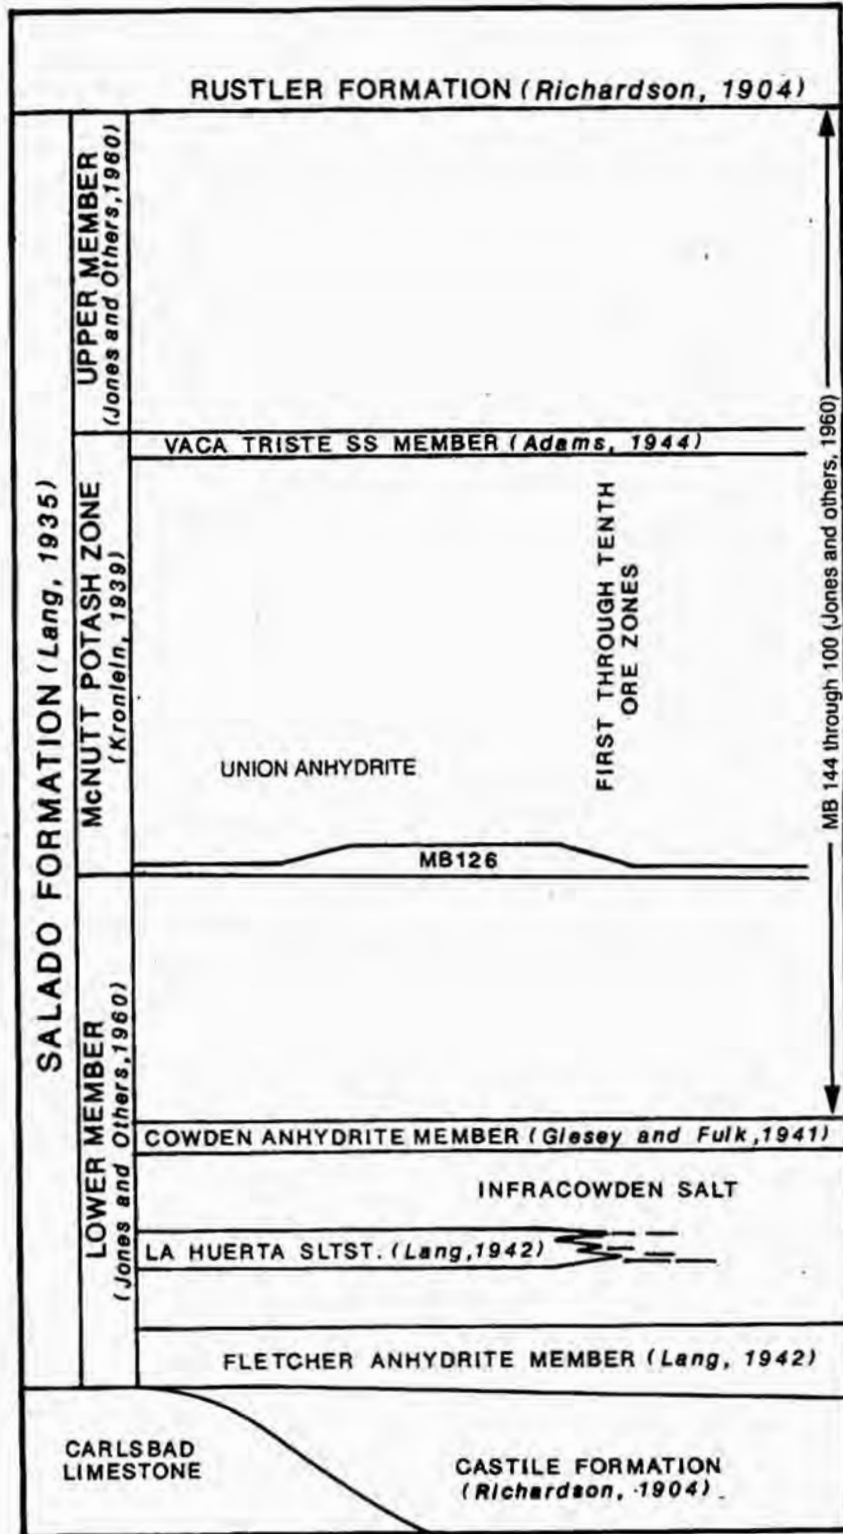 RUSTLER FORMATION (Richardson, 1904)
SALADO FORMATION (Lang, 1935)
UPPER MEMBER
(Jones and Others,1960)
MB 144 through 100 (Jones and others, 1960)
VACA TRISTE SS MEMBER (Adams, 1944)
McNUTT POTASH ZONE
(Kronlein, 1939)
FIRST THROUGH TENTH
ORE ZONES
UNION ANHYDRITE
MB126
LOWER MEMBER
(Jones and Others,1960)
COWDEN ANHYDRITE MEMBER (Giesey and Fulk,1941)
INFRACOWDEN SALT
LA HUERTA SLTST. (Lang,1942)
FLETCHER ANHYDRITE MEMBER (Lang, 1942)
CARLSBAD
LIMESTONE
CASTILE FORMATION
(Richardson, 1904)